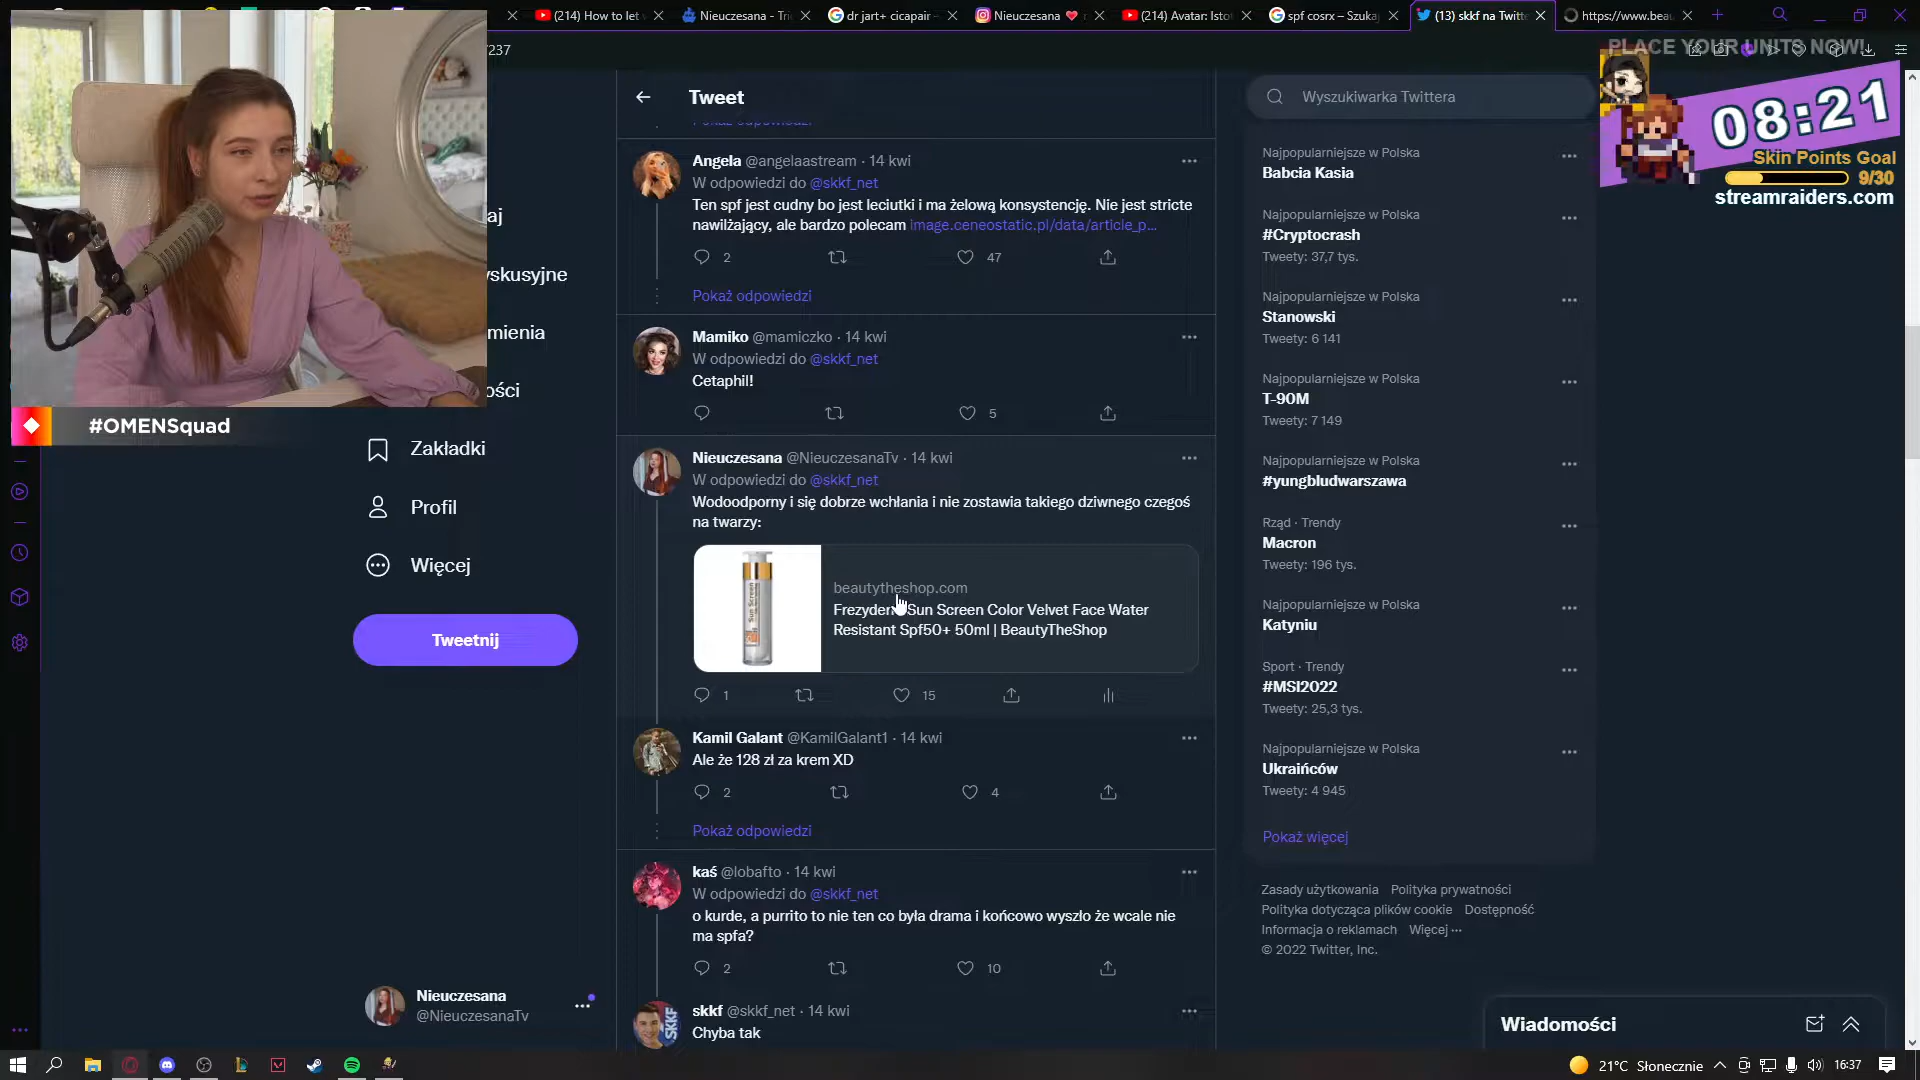 (214) How to let
Nieuczesana - Tri
dr jart+ cicapair -
Nieuczesana
(214) Avatar: Isto
spf cosrx – Szuka
(13) skkf na Twitte
https://www.beau
/237
PLACE YOUR UNITS NOW!
08:21
Skin Points Goal
9/30
streamraiders.com
#OMENSquad
aj
yskusyjne
mienia
ości
Zakładki
Profil
Więcej
Tweetnij
Nieuczesana
@NieuczesanaTv
Tweet
Pokaż odpowiedzi
Angela @angelaastream · 14 kwi
W odpowiedzi do @skkf_net
Ten spf jest cudny bo jest leciutki i ma żelową konsystencję. Nie jest stricte
nawilżający, ale bardzo polecam image.ceneostatic.pl/data/article_p...
2
47
Pokaż odpowiedzi
Mamiko @mamiczko · 14 kwi
W odpowiedzi do @skkf_net
Cetaphil!
5
Nieuczesana @NieuczesanaTv · 14 kwi
W odpowiedzi do @skkf_net
Wodoodporny i się dobrze wchłania i nie zostawia takiego dziwnego czegoś
na twarzy:
Sun Screen
beautytheshop.com
Frezyderm Sun Screen Color Velvet Face Water
Resistant Spf50+ 50ml | BeautyTheShop
1
15
Kamil Galant @KamilGalant1 · 14 kwi
Ale że 128 zł za krem XD
2
4
Pokaż odpowiedzi
kaś @lobafto · 14 kwi
W odpowiedzi do @skkf_net
o kurde, a purrito to nie ten co była drama i końcowo wyszło że wcale nie
ma spfa?
2
10
skkf @skkf_net · 14 kwi
Chyba tak
SKKF
Wyszukiwarka Twittera
Najpopularniejsze w Polska
Babcia Kasia
Najpopularniejsze w Polska
#Cryptocrash
Tweety: 37,7 tys.
Najpopularniejsze w Polska
Stanowski
Tweety: 6 141
Najpopularniejsze w Polska
T-90M
Tweety: 7 149
Najpopularniejsze w Polska
#yungbludwarszawa
Rząd · Trendy
Macron
Tweety: 196 tys.
Najpopularniejsze w Polska
Katyniu
Sport · Trendy
#MSI2022
Tweety: 25,3 tys.
Najpopularniejsze w Polska
Ukraińców
Tweety: 4 945
Pokaż więcej
Zasady użytkowania Polityka prywatności
Polityka dotycząca plików cookie Dostępność
Informacja o reklamach Więcej ···
© 2022 Twitter, Inc.
Wiadomości
21°C Słonecznie
16:37